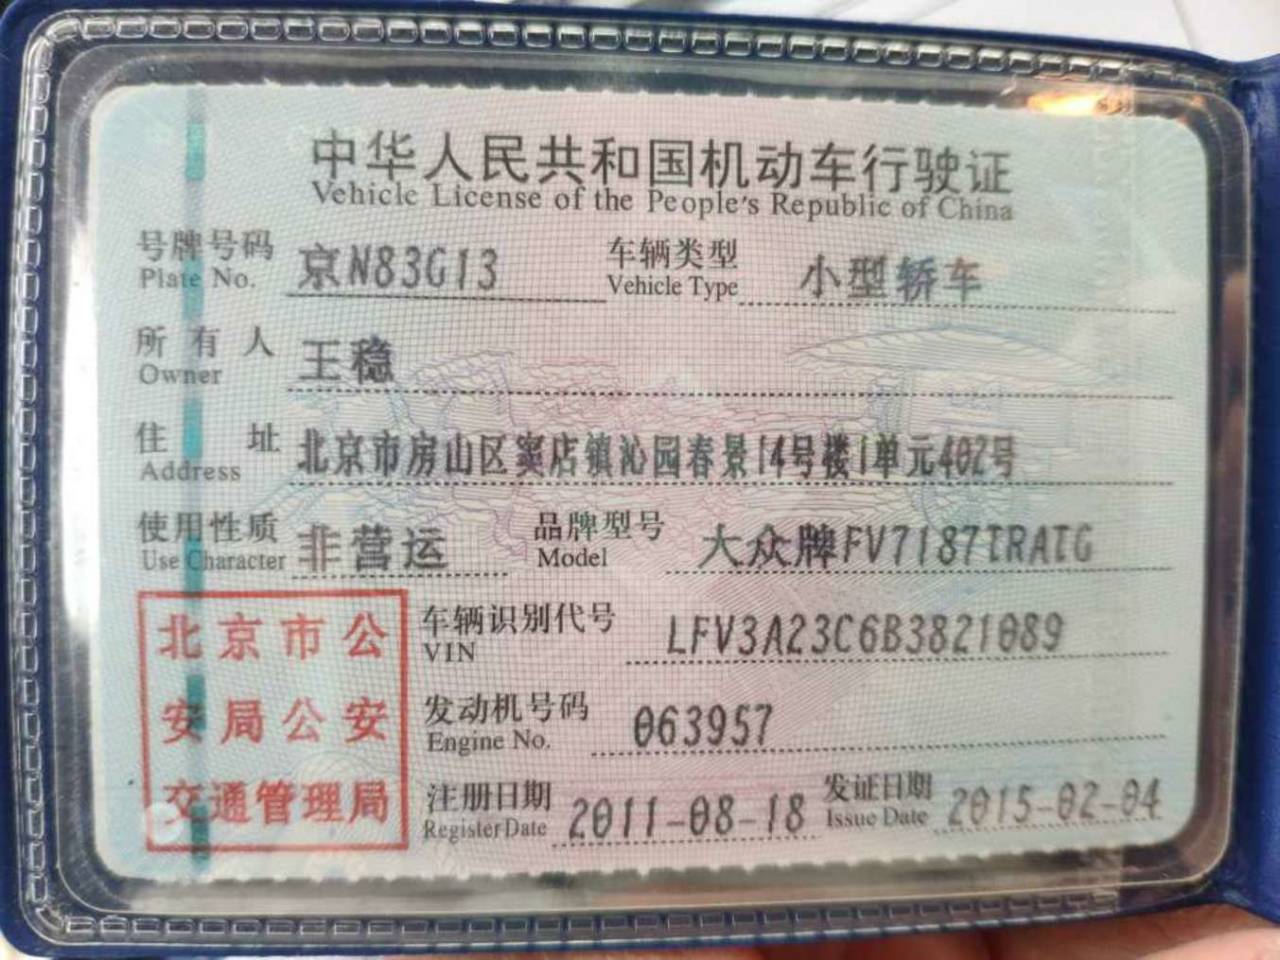 中华人民共和国机动车行驶证
Vehicle License of the People's Republic of China
号牌号码 京N83G13 车辆类型 小型轿车
Plate No. Vehicle Type
所有人 王稳
Owner
住址 北京市房山区窦店镇沁园春景14号楼1单元402号
Address
使用性质 非营运 品牌型号 大众牌FV7187TRATG
Use Character Model
北京市公
安局公安
交通管理局
车辆识别代号 LFV3A23C6B3821089
VIN
发动机号码 063957
Engine No.
注册日期 2011-08-18 发证日期 2015-02-04
Register Date Issue Date